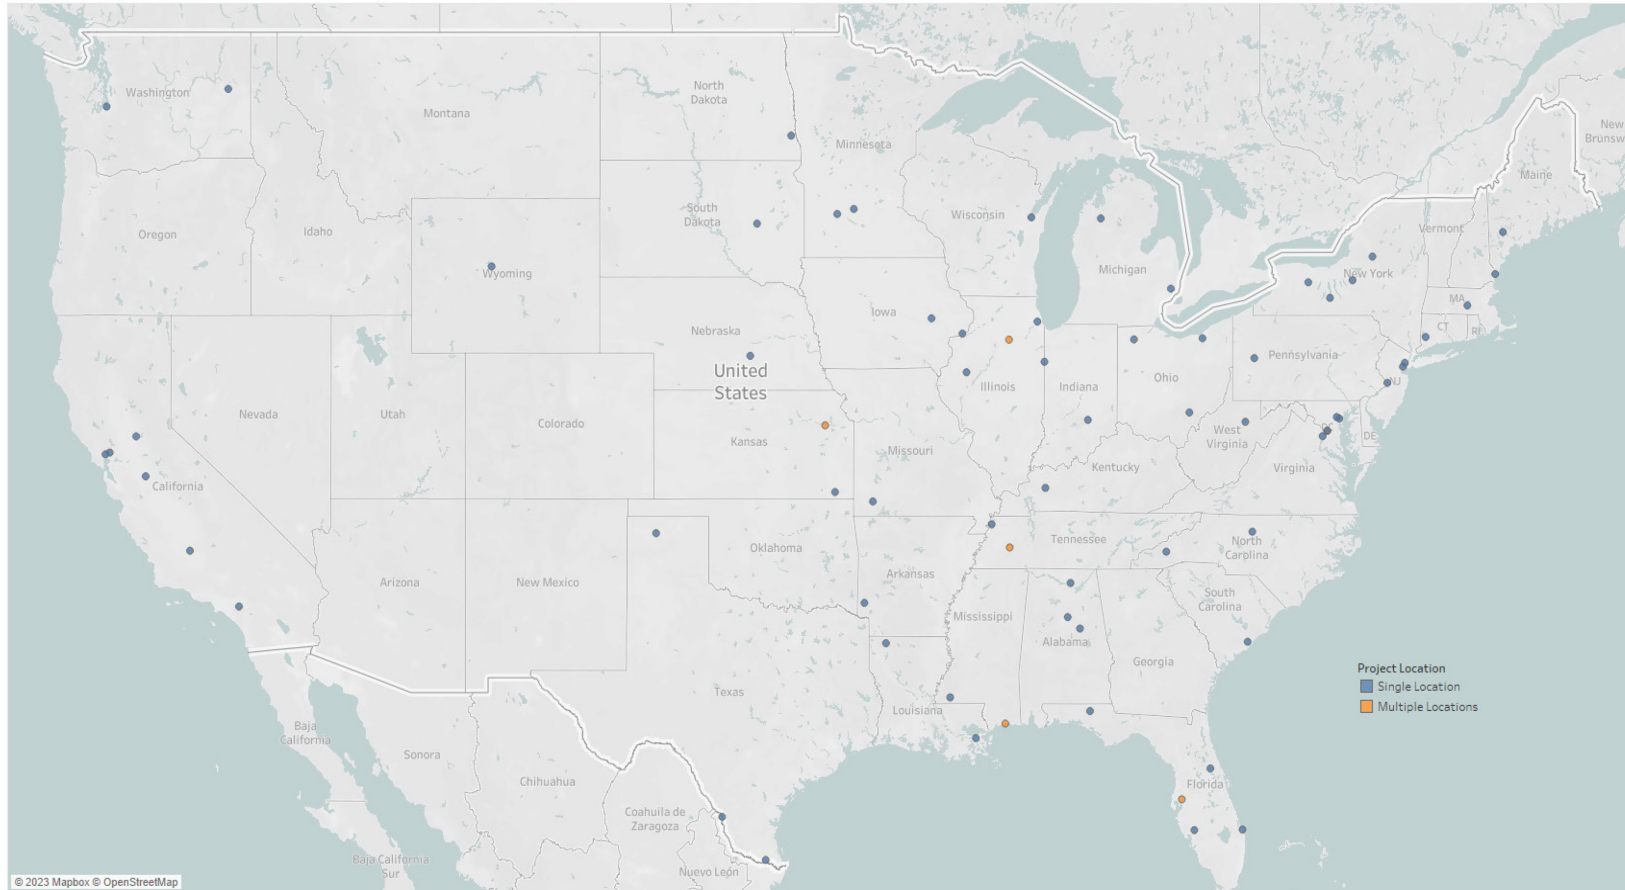 Washington
North
Dakota
Montana
Minnesota
New
Brunsw
Maine
Oregon
Idaho
South
Dakota
Wisconsin
Vermont
Wyoming
Michigan
New York
Nebraska
Iowa
MA
CT
RI
United
States
Illinois
Indiana
Ohio
Pennsylvania
NJ
Nevada
Utah
Colorado
Kansas
Missouri
West
Virginia
DC
DE
California
Kentucky
Virginia
Arizona
New Mexico
Oklahoma
Arkansas
Tennessee
North
Carolina
South
Carolina
Mississippi
Alabama
Georgia
Texas
Louisiana
Project Location
Single Location
Multiple Locations
Baja
California
Sonora
Chihuahua
Florida
Coahuila de
Zaragoza
Baja California
Sur
Nuevo León
© 2023 Mapbox © OpenStreetMap